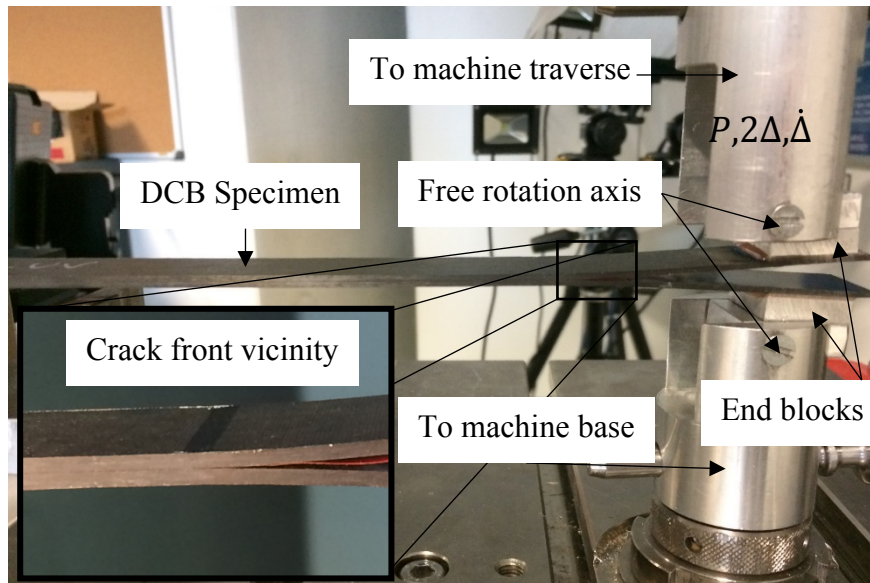 To machine traverse
P,2Δ,Δ̇
DCB Specimen
Free rotation axis
Crack front vicinity
To machine base
End blocks